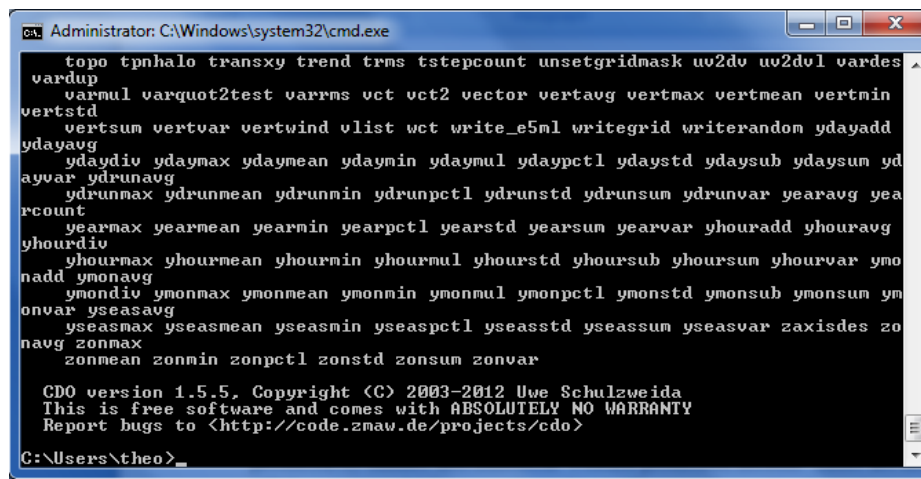 Administrator: C:\Windows\system32\cmd.exe
topo tpnhalo transxy trend trms tstepcount unsetgridmask uv2dv uv2dvl vardes
vardup
varmul varquot2test varrms vct vct2 vector vertavg vertmax vertmean vertmin
vertstd
vertsum vertvar vertwind vlist wct write_e5ml writegrid writerandom ydayadd
ydayavg
ydaydiv ydaymax ydaymean ydaymin ydaymul ydaypctl ydaystd ydaysub ydaysum yd
ayvar ydrunavg
ydrunmax ydrunmean ydrunmin ydrunpctl ydrunstd ydrunsum ydrunvar yearavg yea
rcount
yearmax yearmean yearmin yearpctl yearstd yearsum yearvar yhouradd yhouravg
yhourdiv
yhourmax yhourmean yhourmin yhourmul yhourstd yhoursub yhoursum yhourvar ymo
nadd ymonavg
ymondiv ymonmax ymonmean ymonmin ymonmul ymonpctl ymonstd ymonsub ymonsum ym
onvar yseasavg
yseasmax yseasmean yseasmin yseaspctl yseasstd yseassum yseasvar zaxisdes zo
navg zonmax
zonmean zonmin zonpctl zonstd zonsum zonvar
CDO version 1.5.5, Copyright (C) 2003-2012 Uwe Schulzweida
This is free software and comes with ABSOLUTELY NO WARRANTY
Report bugs to <http://code.zmaw.de/projects/cdo>
C:\Users\theo>_